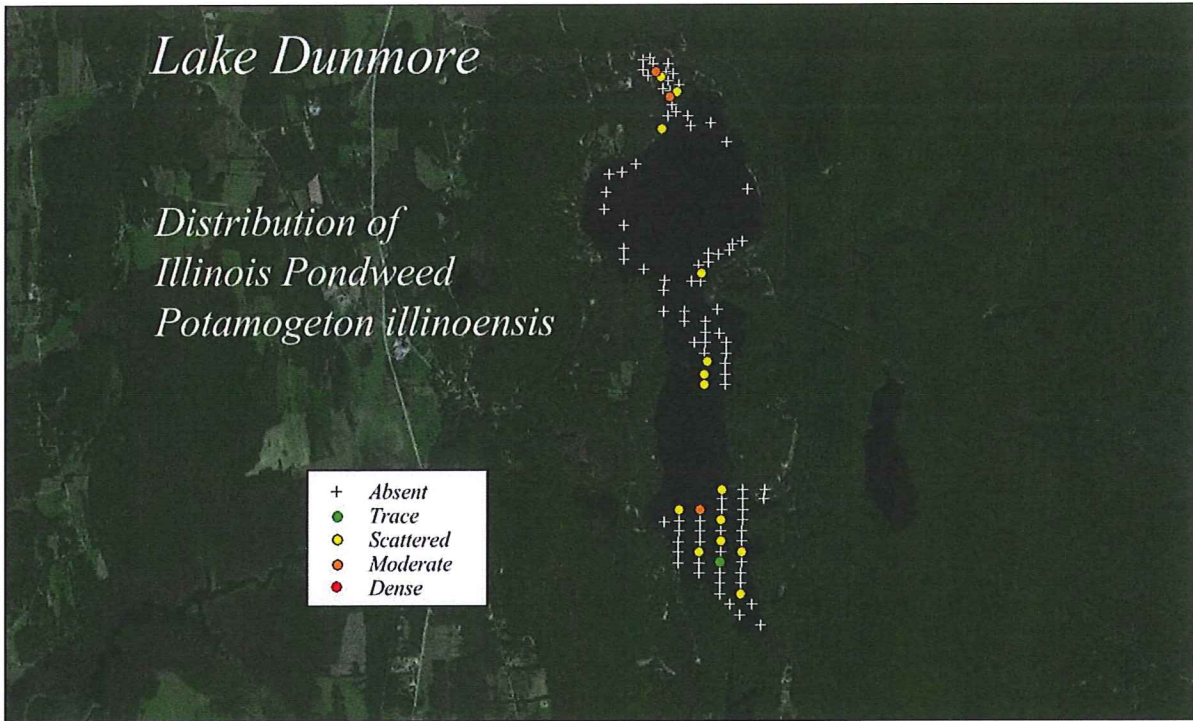 Lake Dunmore
Distribution of
Illinois Pondweed
Potamogeton illinoensis
Absent
Trace
Scattered
Moderate
Dense